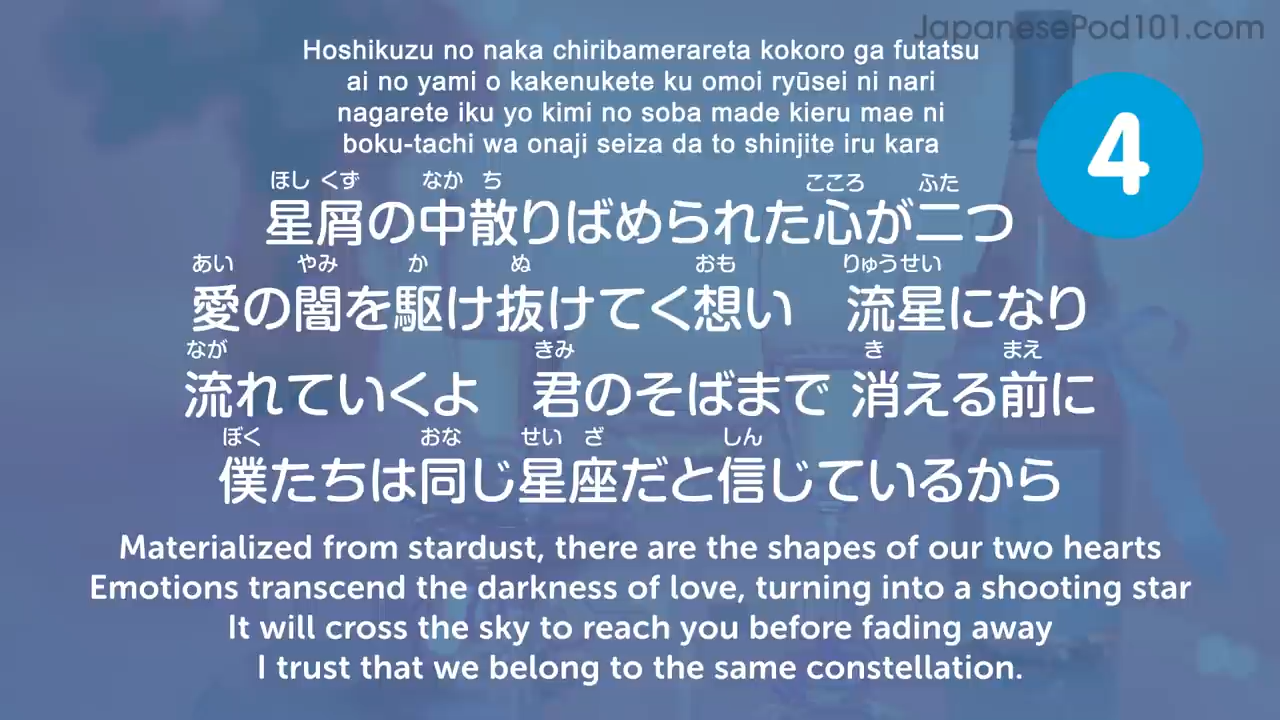 JapanesePod101.com
Hoshikuzu no naka chiribamerareta kokoro ga futatsu
ai no yami o kakenukete ku omoi ryūsei ni nari
nagarete iku yo kimi no soba made kieru mae ni
boku-tachi wa onaji seiza da to shinjite iru kara
4
ほし くず なか ち こころ ふた
星屑の中散りばめられた心が二つ
あい やみ か ぬ おも りゅうせい
愛の闇を駆け抜けてく想い　流星になり
なが きみ き まえ
流れていくよ　君のそばまで 消える前に
ぼく おな せい ざ しん
僕たちは同じ星座だと信じているから
Materialized from stardust, there are the shapes of our two hearts
Emotions transcend the darkness of love, turning into a shooting star
It will cross the sky to reach you before fading away
I trust that we belong to the same constellation.